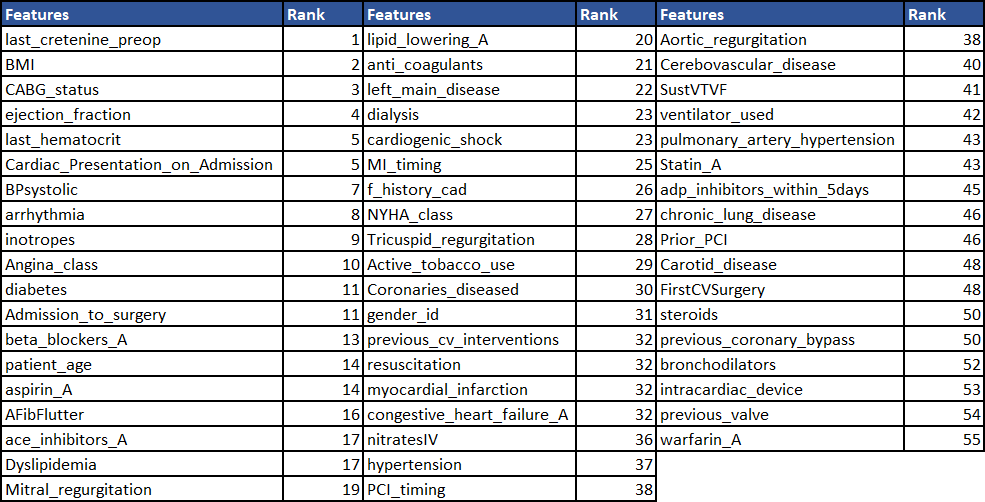 Features Rank Features Rank Features Rank
last_cretenine_preop 1 lipid_lowering_A 20 Aortic_regurgitation 38
BMI 2 anti_coagulants 21 Cerebovascular_disease 40
CABG_status 3 left_main_disease 22 SustVTVF 41
ejection_fraction 4 dialysis 23 ventilator_used 42
last_hematocrit 5 cardiogenic_shock 23 pulmonary_artery_hypertension 43
Cardiac_Presentation_on_Admission 5 MI_timing 25 Statin_A 43
BPsystolic 7 f_history_cad 26 adp_inhibitors_within_5days 45
arrhythmia 8 NYHA_class 27 chronic_lung_disease 46
inotropes 9 Tricuspid_regurgitation 28 Prior_PCI 46
Angina_class 10 Active_tobacco_use 29 Carotid_disease 48
diabetes 11 Coronaries_diseased 30 FirstCVSurgery 48
Admission_to_surgery 11 gender_id 31 steroids 50
beta_blockers_A 13 previous_cv_interventions 32 previous_coronary_bypass 50
patient_age 14 resuscitation 32 bronchodilators 52
aspirin_A 14 myocardial_infarction 32 intracardiac_device 53
AFibFlutter 16 congestive_heart_failure_A 32 previous_valve 54
ace_inhibitors_A 17 nitratesIV 36 warfarin_A 55
Dyslipidemia 17 hypertension 37
Mitral_regurgitation 19 PCI_timing 38